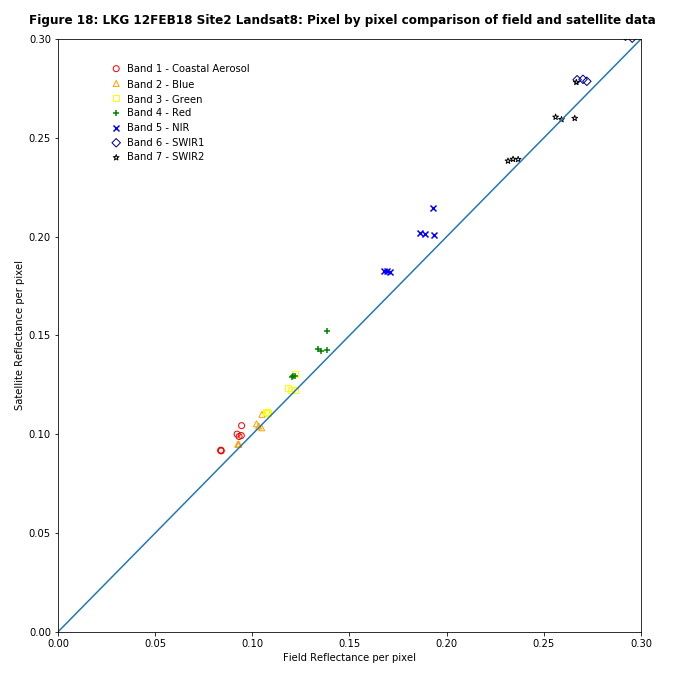 Figure 18: LKG 12FEB18 Site2 Landsat8: Pixel by pixel comparison of field and satellite data
0.30
Band 1 - Coastal Aerosol
Band 2 - Blue
Band 3 - Green
Band 4 - Red
Band 5 - NIR
Band 6 - SWIR1
Band 7 - SWIR2
0.25
0.20
0.15
0.10
0.05
0.00
Satellite Reflectance per pixel
0.00 0.05 0.10 0.15 0.20 0.25 0.30
Field Reflectance per pixel